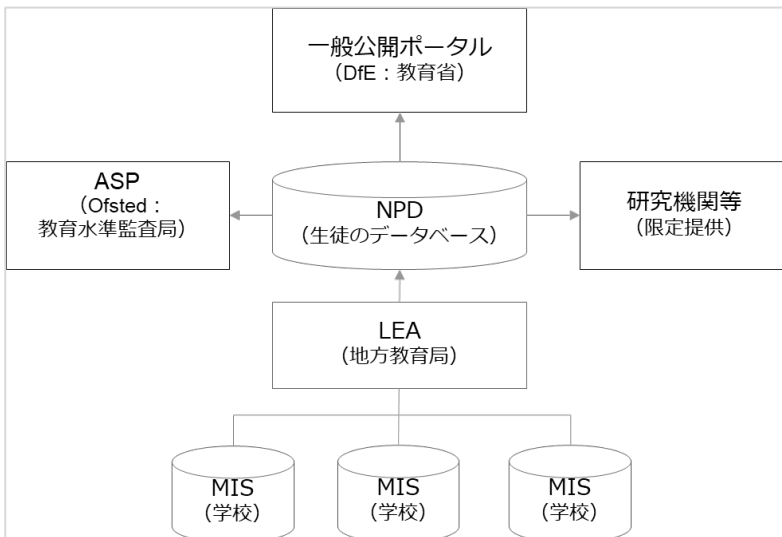 一般公開ポータル
（DfE：教育省）
ASP
（Ofsted：
教育水準監査局）
NPD
（生徒のデータベース）
研究機関等
（限定提供）
LEA
（地方教育局）
MIS
（学校）
MIS
（学校）
MIS
（学校）